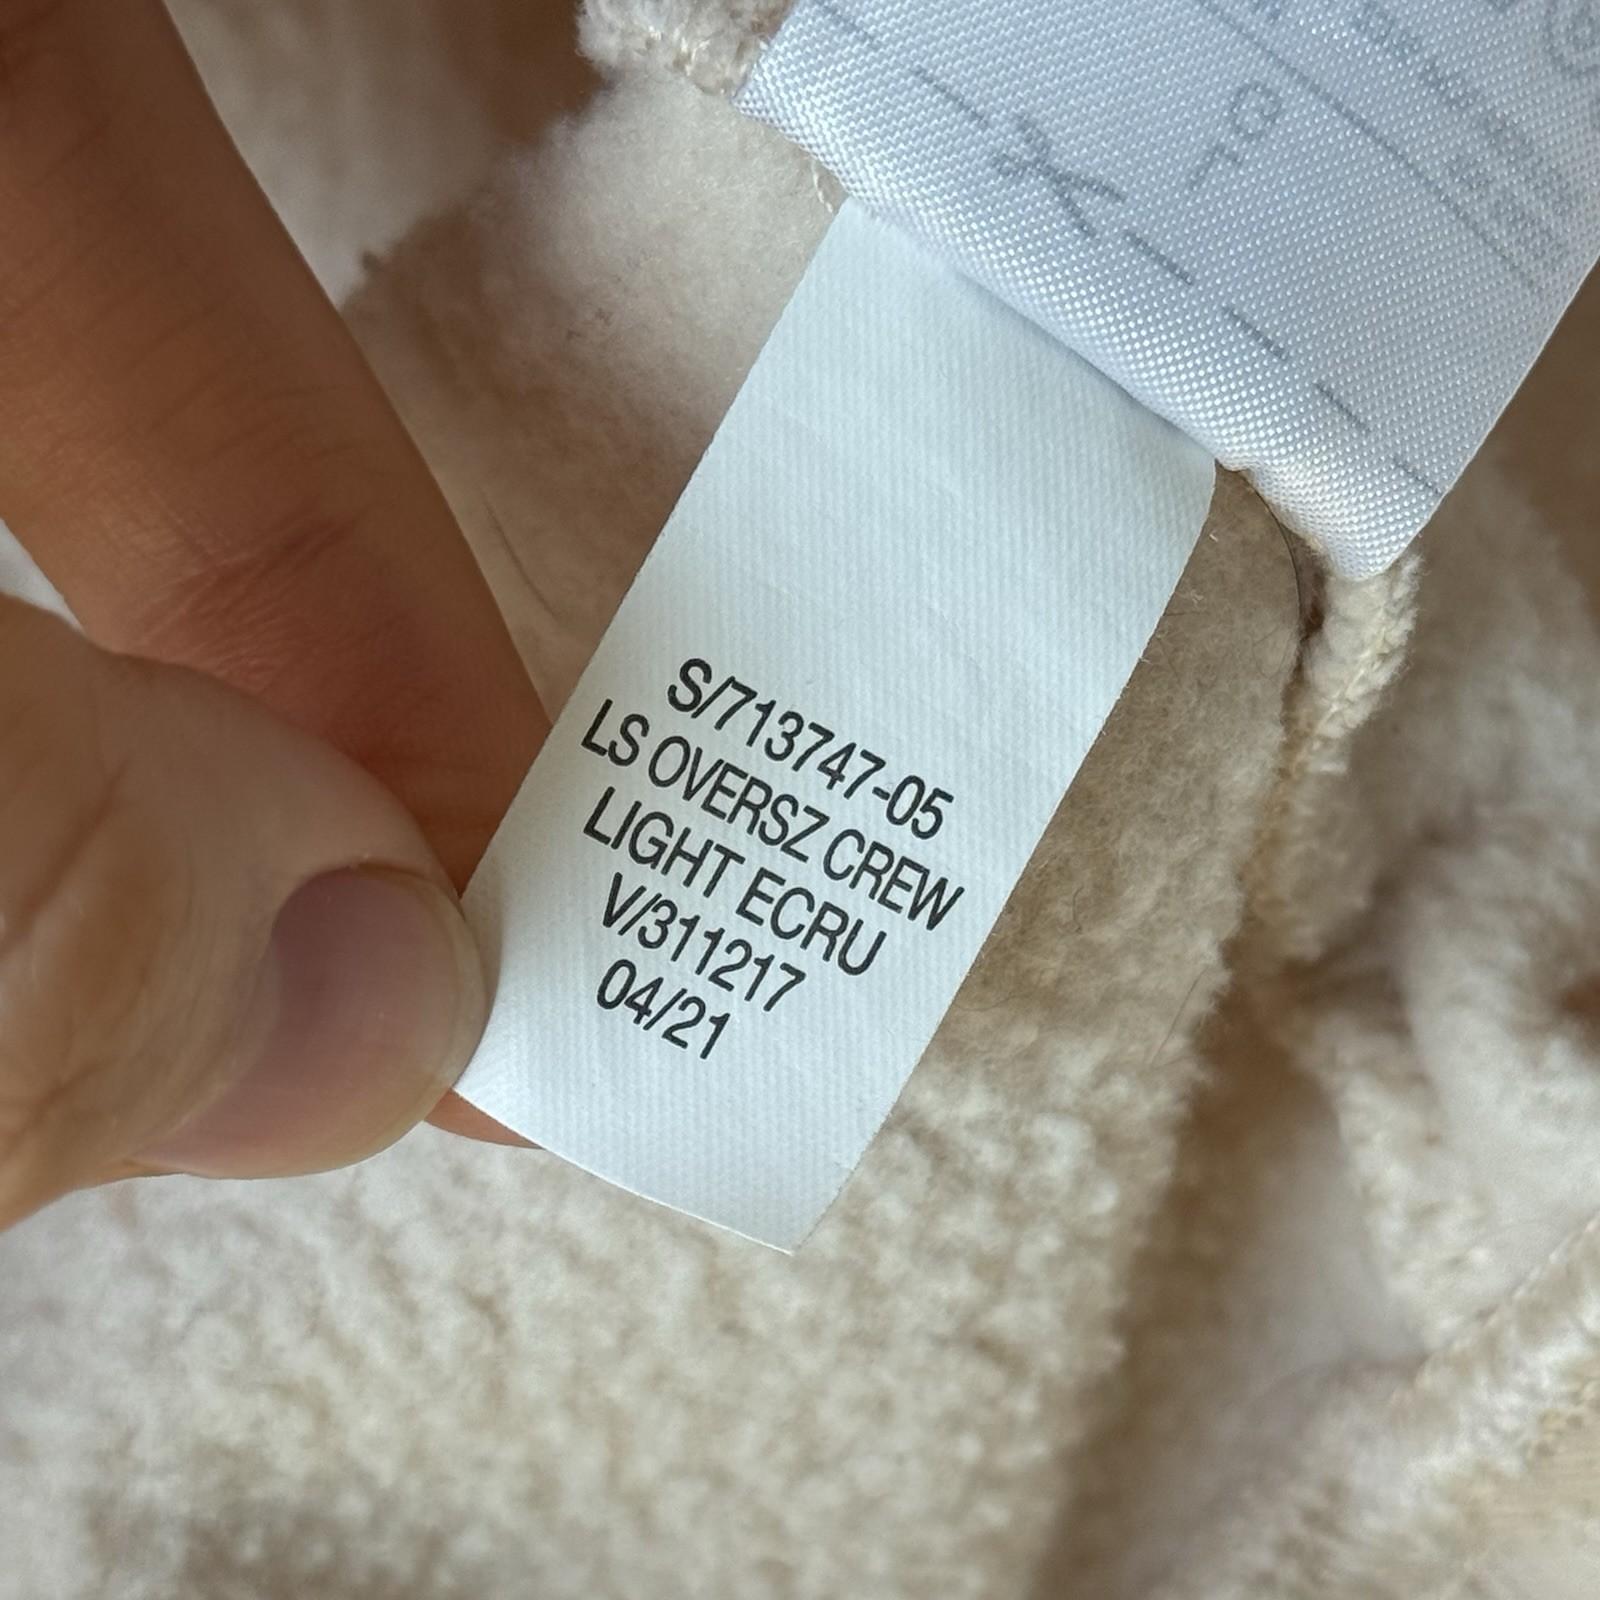 S/713747-05
LS OVERSZ CREW
LIGHT ECRU
V/311217
04/21